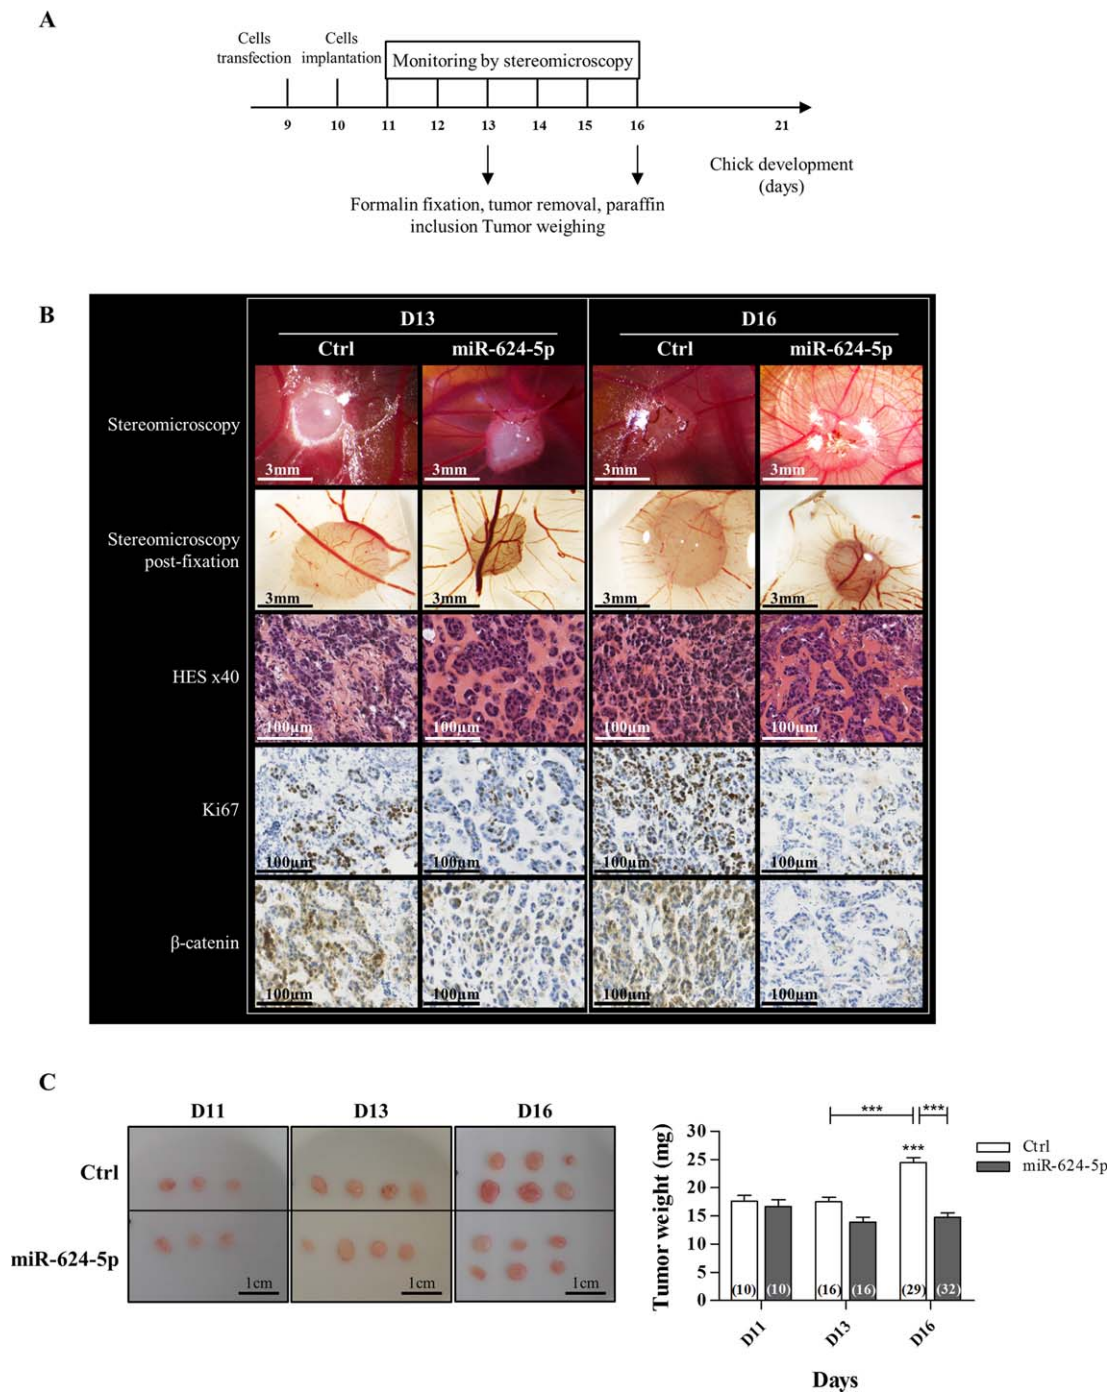 A
Cells
transfection
Cells
implantation
Monitoring by stereomicroscopy
9 10 11 12 13 14 15 16 21
Chick development
(days)
Formalin fixation, tumor removal, paraffin
inclusion Tumor weighing
B
D13 D16
Ctrl miR-624-5p Ctrl miR-624-5p
Stereomicroscopy
3mm 3mm 3mm 3mm
Stereomicroscopy
post-fixation
3mm 3mm 3mm 3mm
HES x40
100µm 100µm 100µm 100µm
Ki67
100µm 100µm 100µm 100µm
β-catenin
100µm 100µm 100µm 100µm
C
D11 D13 D16
Ctrl
miR-624-5p
1cm 1cm 1cm
*** ***
***
Ctrl
miR-624-5p
Tumor weight (mg)
30
25
20
15
10
5
0
(10) (10) (16) (16) (29) (32)
D11 D13 D16
Days